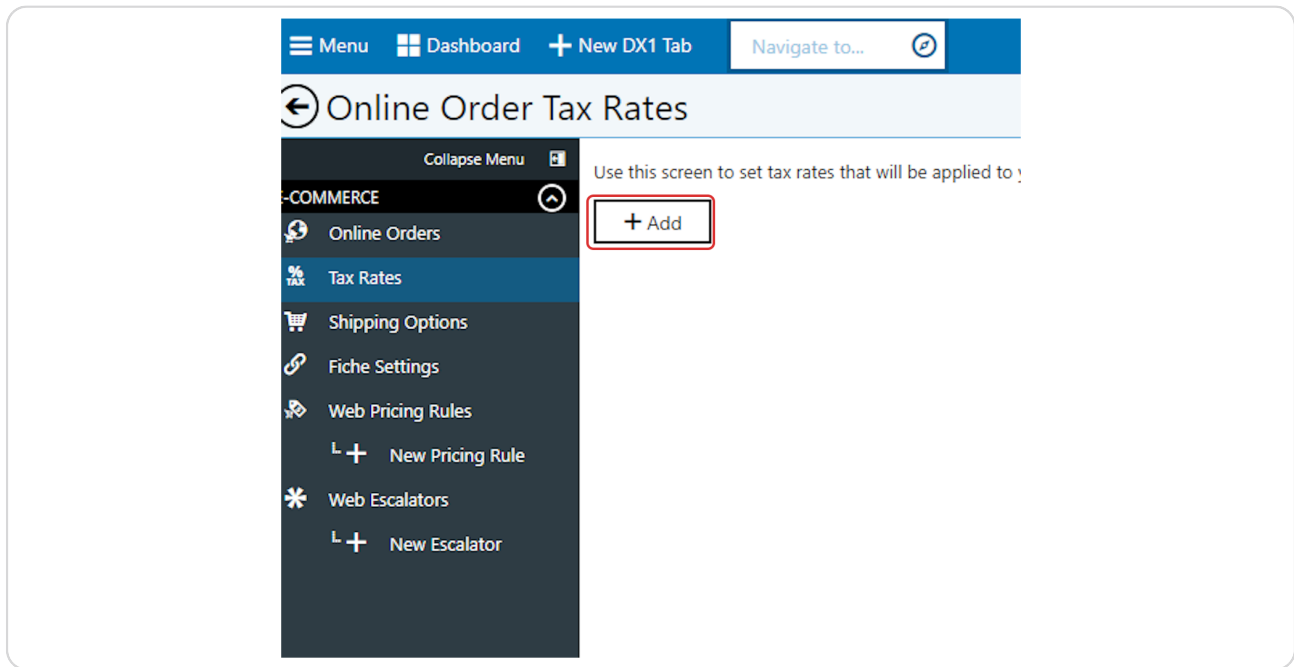 Menu Dashboard New DX1 Tab Navigate to...
Online Order Tax Rates
Collapse Menu
Use this screen to set tax rates that will be applied to
E-COMMERCE
+ Add
Online Orders
% TAX Tax Rates
Shipping Options
Fiche Settings
Web Pricing Rules
New Pricing Rule
Web Escalators
New Escalator